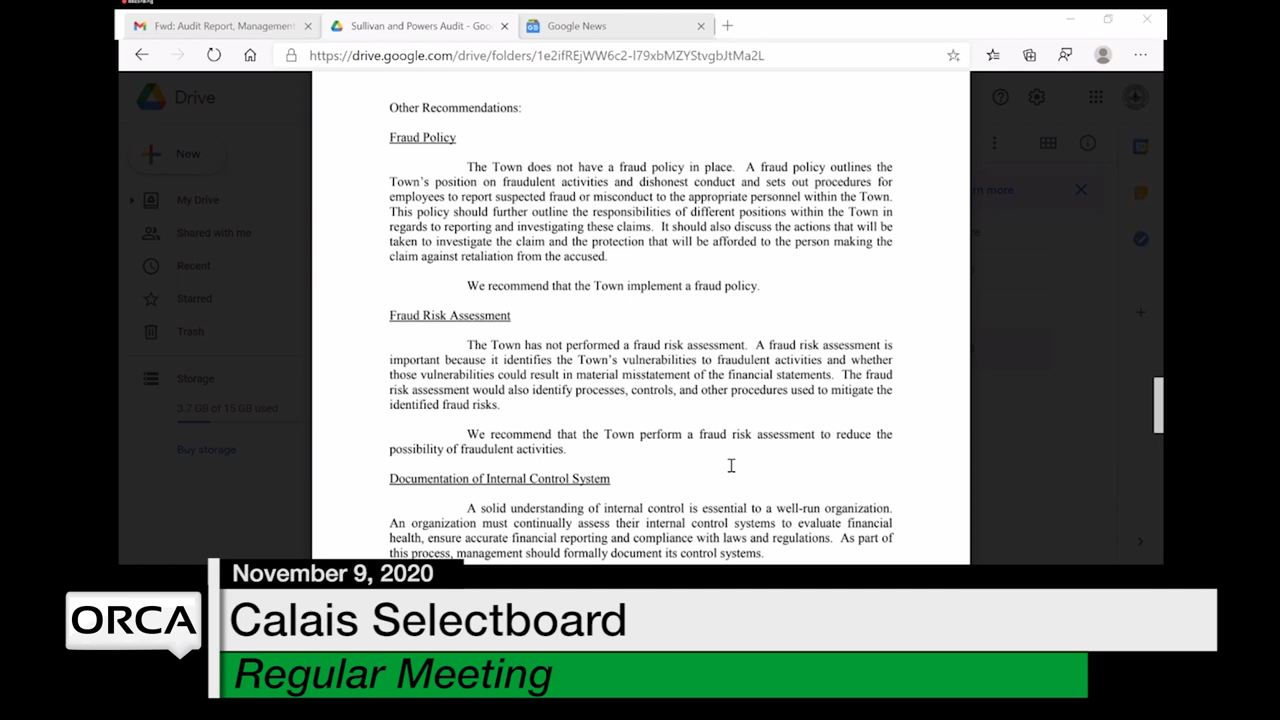 Recording
Fwd: Audit Report, Management
Sullivan and Powers Audit - Goo
Google News
https://drive.google.com/drive/folders/1e2ifREjWW6c2-l79xbMZYStvgbJtMa2L
Drive
New
My Drive
Shared with me
Recent
Starred
Trash
Storage
3.7 GB of 15 GB used
Buy storage
more
Other Recommendations:
Fraud Policy
The Town does not have a fraud policy in place. A fraud policy outlines the
Town's position on fraudulent activities and dishonest conduct and sets out procedures for
employees to report suspected fraud or misconduct to the appropriate personnel within the Town.
This policy should further outline the responsibilities of different positions within the Town in
regards to reporting and investigating these claims. It should also discuss the actions that will be
taken to investigate the claim and the protection that will be afforded to the person making the
claim against retaliation from the accused.
We recommend that the Town implement a fraud policy.
Fraud Risk Assessment
The Town has not performed a fraud risk assessment. A fraud risk assessment is
important because it identifies the Town's vulnerabilities to fraudulent activities and whether
those vulnerabilities could result in material misstatement of the financial statements. The fraud
risk assessment would also identify processes, controls, and other procedures used to mitigate the
identified fraud risks.
We recommend that the Town perform a fraud risk assessment to reduce the
possibility of fraudulent activities.
Documentation of Internal Control System
A solid understanding of internal control is essential to a well-run organization.
An organization must continually assess their internal control systems to evaluate financial
health, ensure accurate financial reporting and compliance with laws and regulations. As part of
this process, management should formally document its control systems.
November 9, 2020
ORCA
Calais Selectboard
Regular Meeting